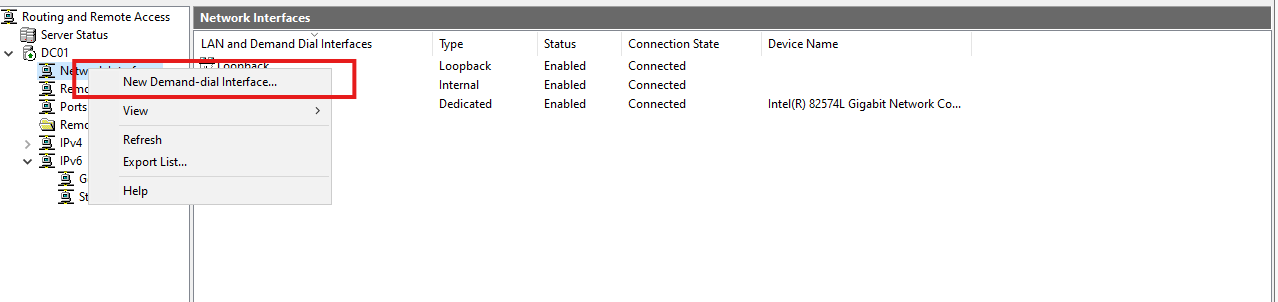 Routing and Remote Access
Server Status
DC01
Remo
Ports
Remo
IPv4
IPv6
G
St
New Demand-dial Interface...
View
Refresh
Export List...
Help
Network Interfaces
LAN and Demand Dial Interfaces Type Status Connection State Device Name
Loopback Loopback Enabled Connected
Internal Enabled Connected
Dedicated Enabled Connected Intel(R) 82574L Gigabit Network Co...